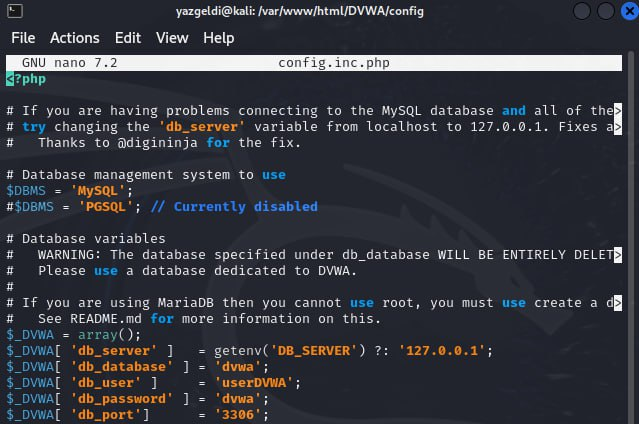 yazgeldi@kali: /var/www/html/DVWA/config
File Actions Edit View Help
GNU nano 7.2 config.inc.php
<?php
# If you are having problems connecting to the MySQL database and all of the>
# try changing the 'db_server' variable from localhost to 127.0.0.1. Fixes a>
#   Thanks to @digininja for the fix.
# Database management system to use
$DBMS = 'MySQL';
#$DBMS = 'PGSQL'; // Currently disabled
# Database variables
#   WARNING: The database specified under db_database WILL BE ENTIRELY DELET>
#   Please use a database dedicated to DVWA.
#
# If you are using MariaDB then you cannot use root, you must use create a d>
#   See README.md for more information on this.
$_DVWA = array();
$_DVWA[ 'db_server' ]   = getenv('DB_SERVER') ?: '127.0.0.1';
$_DVWA[ 'db_database' ] = 'dvwa';
$_DVWA[ 'db_user' ]     = 'userDVWA';
$_DVWA[ 'db_password' ] = 'dvwa';
$_DVWA[ 'db_port']      = '3306';